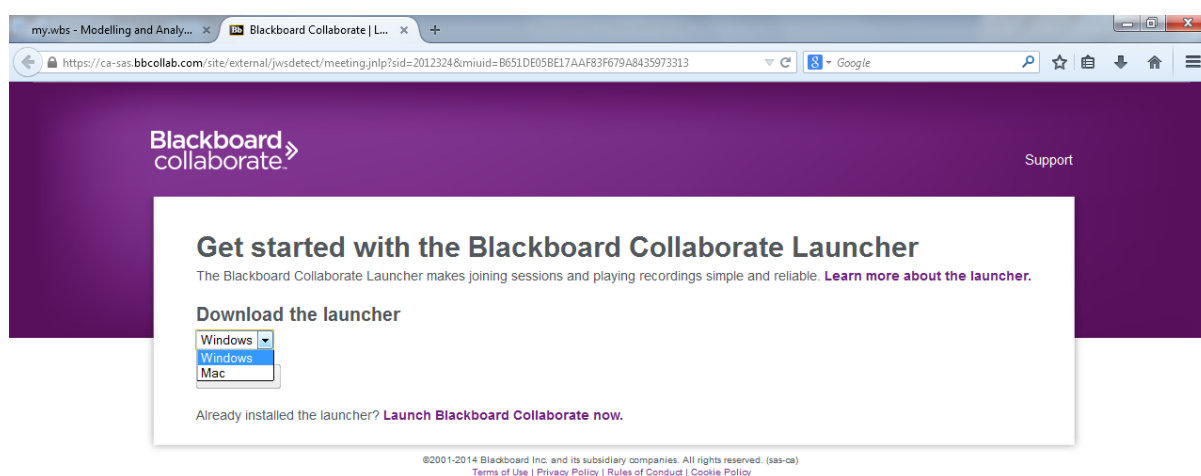 my.wbs - Modelling and Analy... × Bb Blackboard Collaborate | L... × +
https://ca-sas.bbcollab.com/site/external/jwsdetect/meeting.jnlp?sid=2012324&miuid=B651DE05BE17AAF83F679A8435973313 8 Google
Blackboard
collaborate™
Support
Get started with the Blackboard Collaborate Launcher
The Blackboard Collaborate Launcher makes joining sessions and playing recordings simple and reliable. Learn more about the launcher.
Download the launcher
Windows
Windows
Mac
Already installed the launcher? Launch Blackboard Collaborate now.
©2001-2014 Blackboard Inc. and its subsidiary companies. All rights reserved. (sas-ca)
Terms of Use | Privacy Policy | Rules of Conduct | Cookie Policy